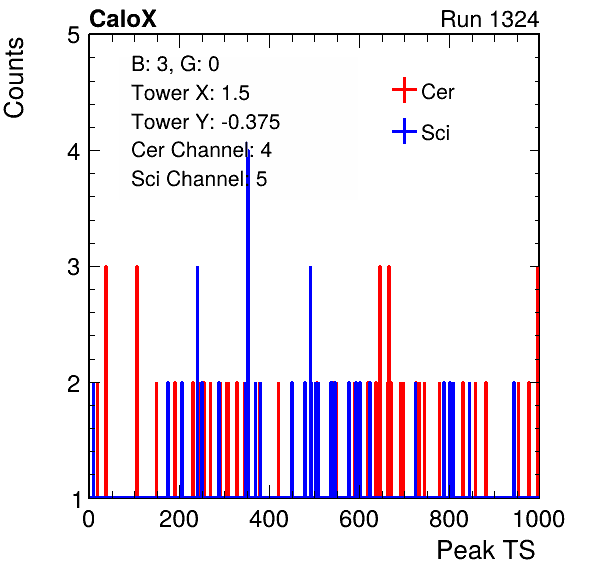 CaloX Run 1324
Counts
B: 3, G: 0
Tower X: 1.5
Tower Y: -0.375
Cer Channel: 4
Sci Channel: 5
Cer
Sci
5
4
3
2
1
0 200 400 600 800 1000
Peak TS